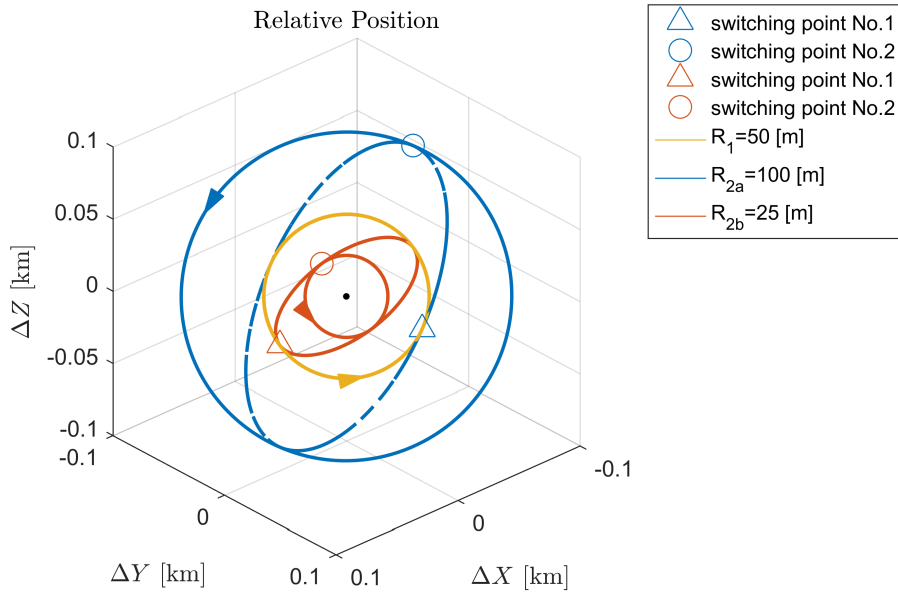 Relative Position
switching point No.1
switching point No.2
switching point No.1
switching point No.2
R₁=50 [m]
R₂ₐ=100 [m]
R_2b=25 [m]
0.1
0.05
0
-0.05
-0.1
ΔZ [km]
-0.1
0
0.1
ΔY [km]
0.1
0
-0.1
ΔX [km]